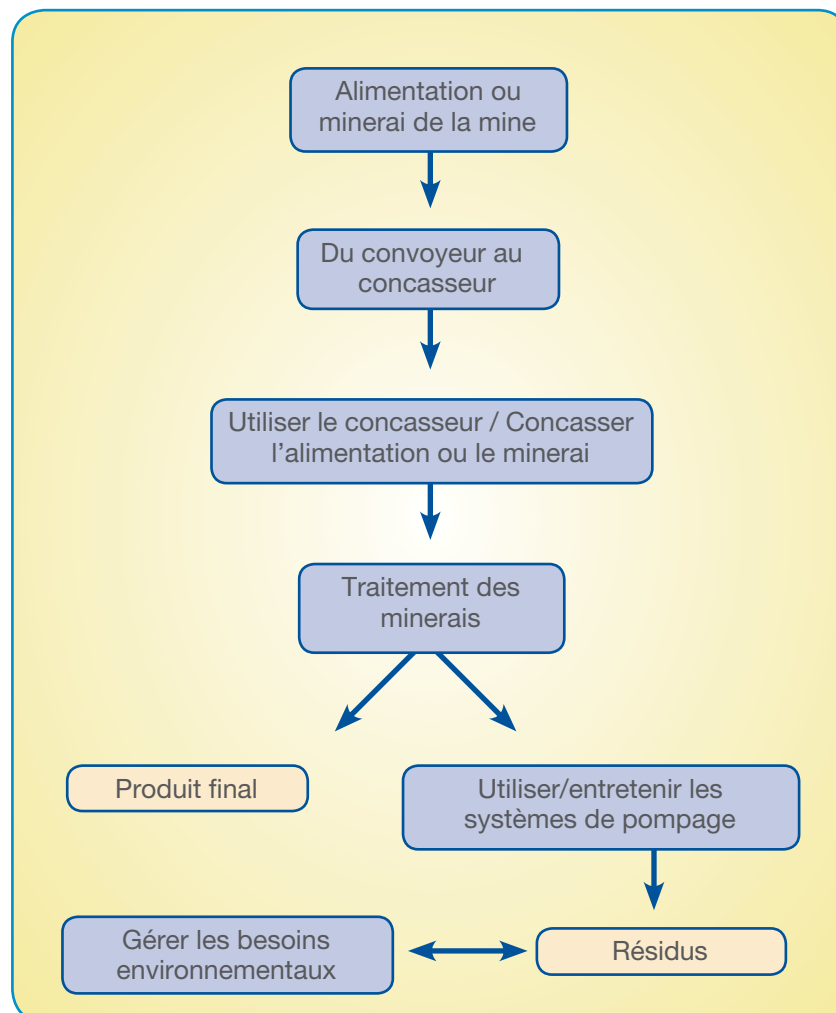 Alimentation ou
minerai de la mine
Du convoyeur au
concasseur
Utiliser le concasseur / Concasser
l’alimentation ou le minerai
Traitement des
minerais
Produit final
Utiliser/entretenir les
systèmes de pompage
Gérer les besoins
environnementaux
Résidus